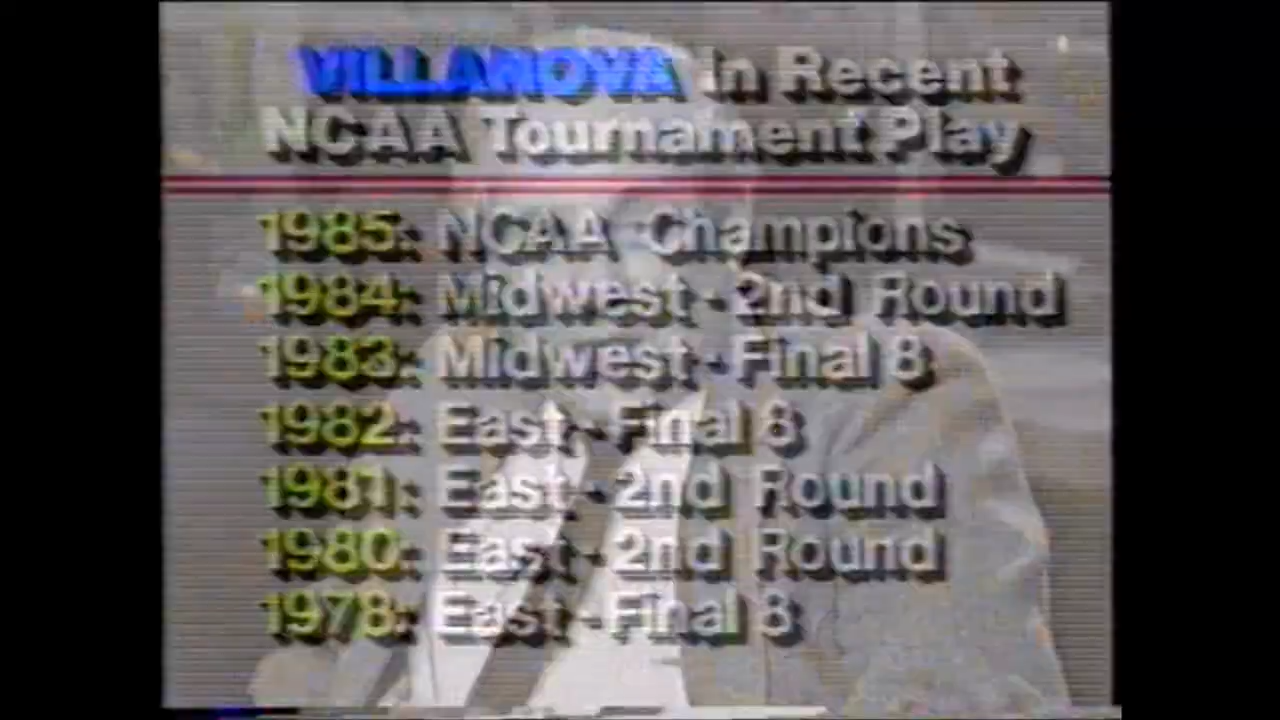 VILLANOVA In Recent
NCAA Tournament Play
1985: NCAA Champions
1984: Midwest - 2nd Round
1983: Midwest - Final 8
1982: East - Final 8
1981: East - 2nd Round
1980: East - 2nd Round
1978: East - Final 8